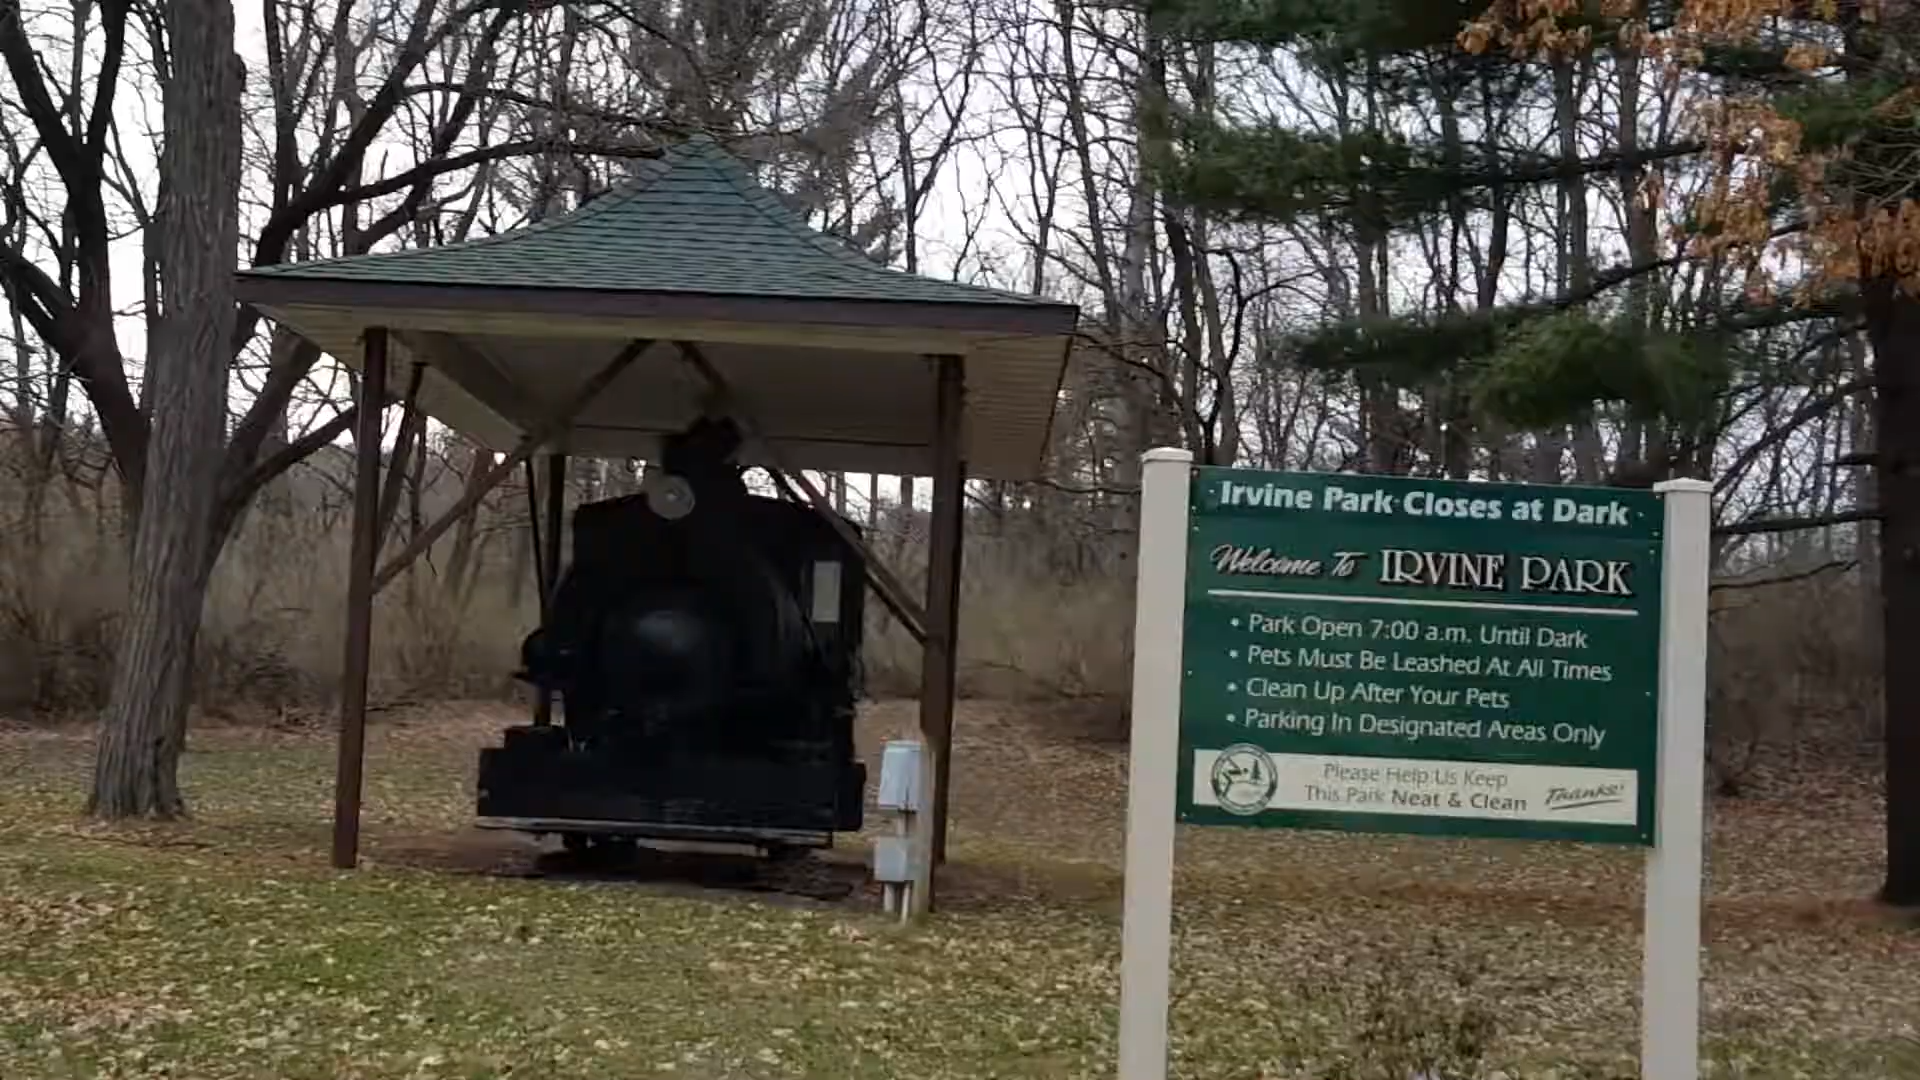 Irvine Park Closes at Dark
Welcome To IRVINE PARK
• Park Open 7:00 a.m. Until Dark
• Pets Must Be Leashed At All Times
• Clean Up After Your Pets
• Parking In Designated Areas Only
Please Help Us Keep
This Park Neat & Clean Thanks!